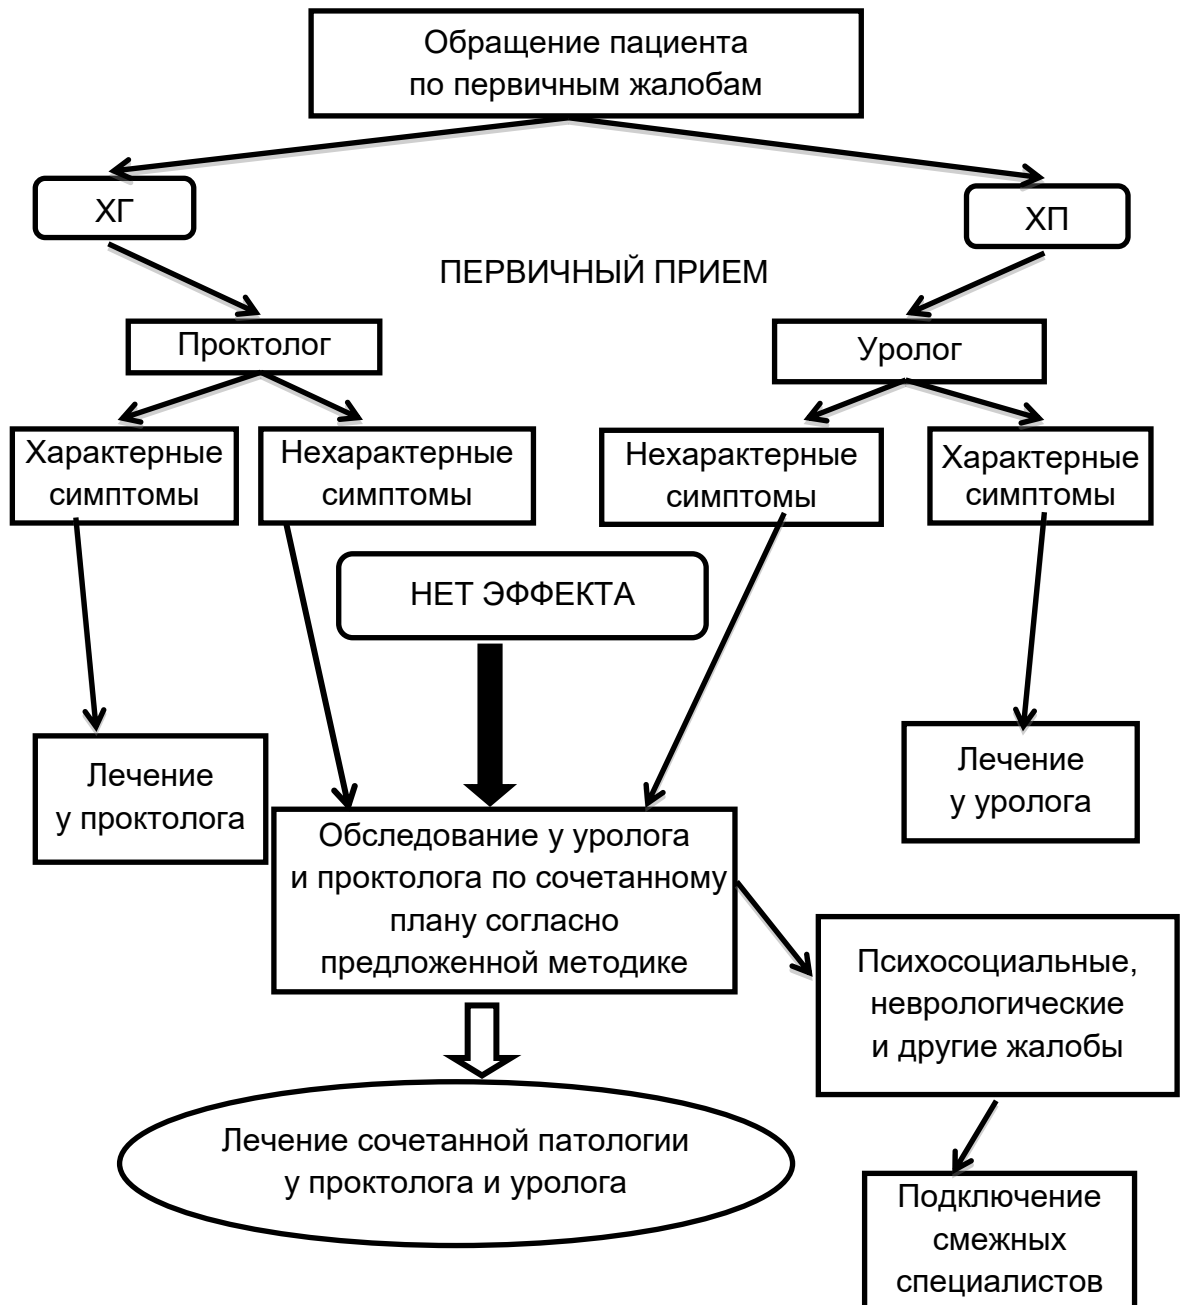 Обращение пациента
по первичным жалобам
ХГ
ХП
ПЕРВИЧНЫЙ ПРИЕМ
Проктолог
Уролог
Характерные
симптомы
Нехарактерные
симптомы
Нехарактерные
симптомы
Характерные
симптомы
НЕТ ЭФФЕКТА
Лечение
у проктолога
Лечение
у уролога
Обследование у уролога
и проктолога по сочетанному
плану согласно
предложенной методике
Психосоциальные,
неврологические
и другие жалобы
Лечение сочетанной патологии
у проктолога и уролога
Подключение
смежных
специалистов